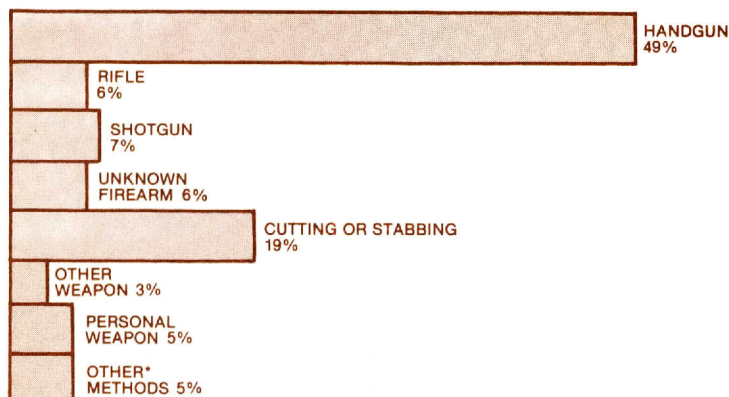 HANDGUN
49%
RIFLE
6%
SHOTGUN
7%
UNKNOWN
FIREARM 6%
CUTTING OR STABBING
19%
OTHER
WEAPON 3%
PERSONAL
WEAPON 5%
OTHER*
METHODS 5%